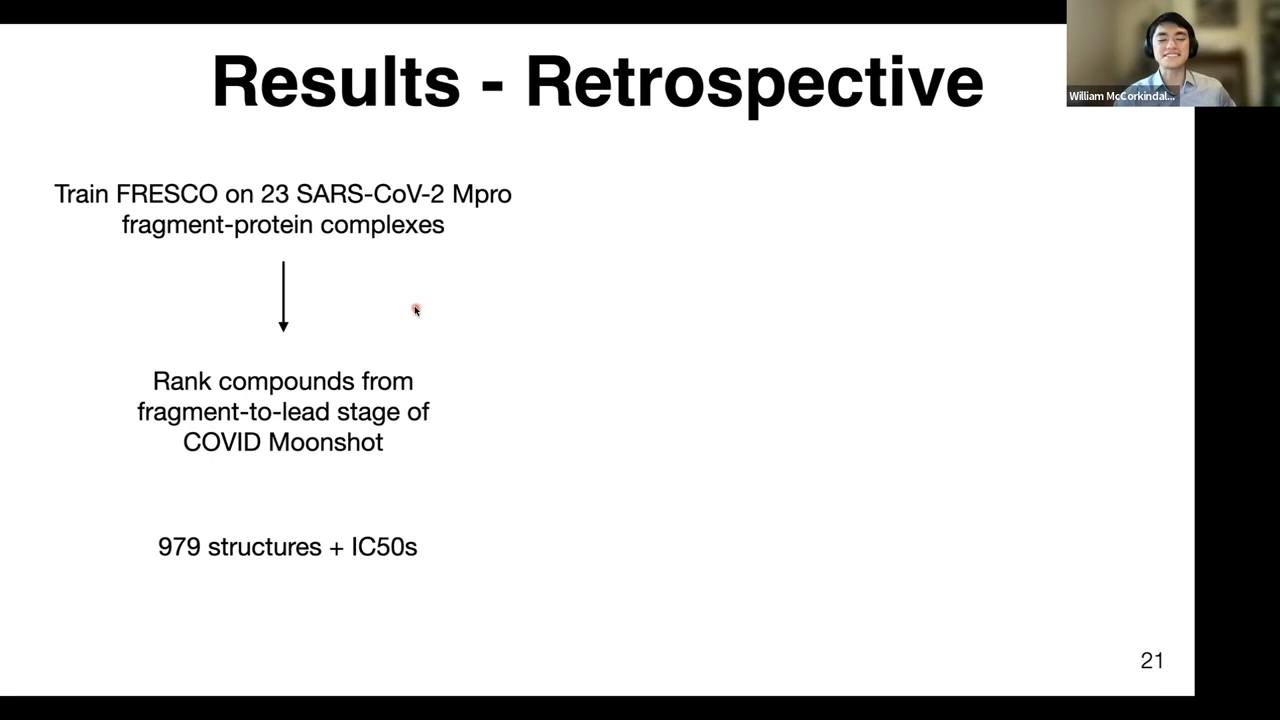 Results - Retrospective
William McCorkindal...
Train FRESCO on 23 SARS-CoV-2 Mpro
fragment-protein complexes
Rank compounds from
fragment-to-lead stage of
COVID Moonshot
979 structures + IC50s
21